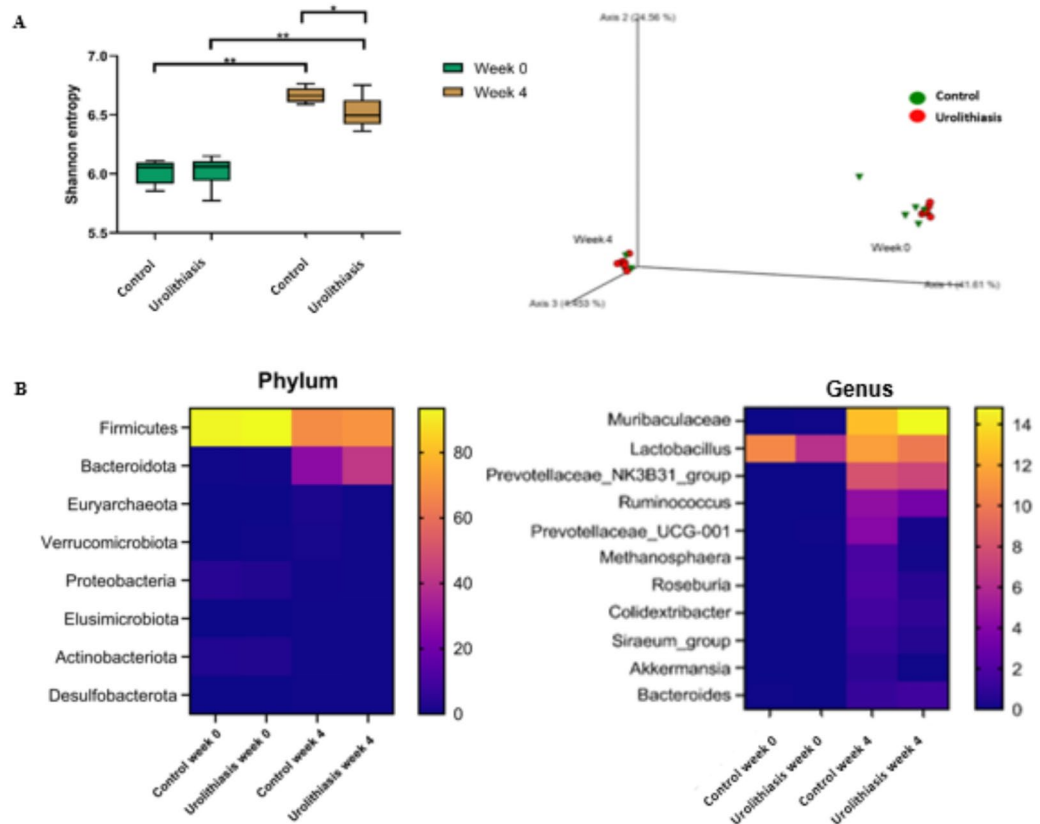 A
*
**
**
7.0
6.5
6.0
5.5
Shannon entropy
Control
Urolithiasis
Control
Urolithiasis
Week 0
Week 4
Axis 2 (24.56 %)
Control
Urolithiasis
Week 4
Week 0
Axis 1 (41.61 %)
Axis 3 (4.453 %)
B
Phylum
Firmicutes
Bacteroidota
Euryarchaeota
Verrucomicrobiota
Proteobacteria
Elusimicrobiota
Actinobacteriota
Desulfobacterota
80
60
40
20
0
Control week 0
Urolithiasis week 0
Control week 4
Urolithiasis week 4
Genus
Muribaculaceae
Lactobacillus
Prevotellaceae_NK3B31_group
Ruminococcus
Prevotellaceae_UCG-001
Methanosphaera
Roseburia
Colidextribacter
Siraeum_group
Akkermansia
Bacteroides
14
12
10
8
6
4
2
0
Control week 0
Urolithiasis week 0
Control week 4
Urolithiasis week 4